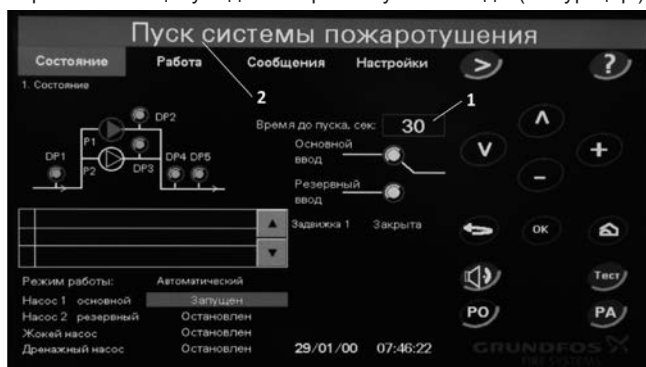 Пуск системы пожаротушения
Состояние Работа Сообщения Настройки > ?
1. Состояние
2
1
DP2
Время до пуска, сек: 30
P1
Основной ввод
DP1 P2 DP3 DP4 DP5
Резервный ввод
Задвижка 1 Закрыта
OK
Режим работы: Автоматический
Тест
Насос 1 основной Запущен
Насос 2 резервный Остановлен
PO PA
Жокей насос Остановлен
Дренажный насос Остановлен 29/01/00 07:46:22
GRUNDFOS
FIRE SYSTEMS